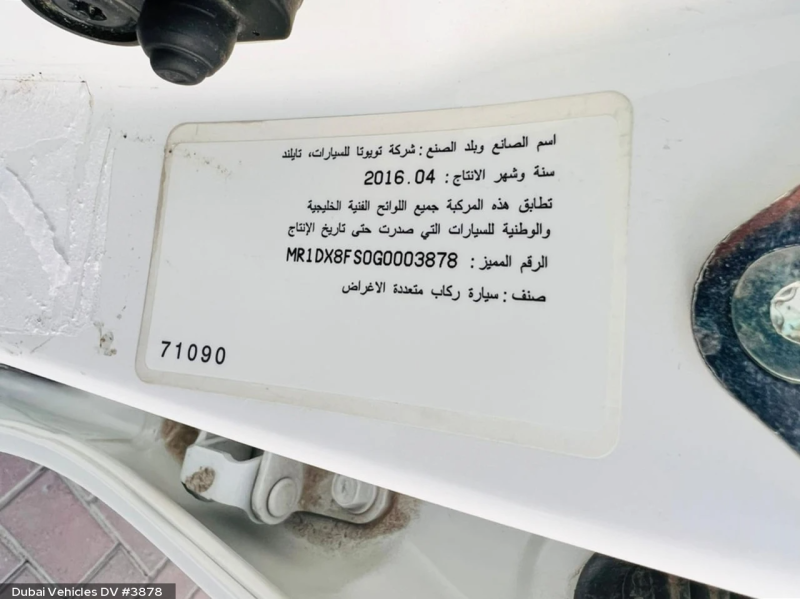 اسم الصانع وبلد الصنع : شركة تويوتا للسيارات، تايلند
سنة وشهر الانتاج : 2016.04
تطابق هذه المركبة جميع اللوائح الفنية الخليجية
والوطنية للسيارات التي صدرت حتى تاريخ الإنتاج
الرقم المميز : MR1DX8FS0G0003878
صنف : سيارة ركاب متعددة الاغراض
71090
Dubai Vehicles DV #3878